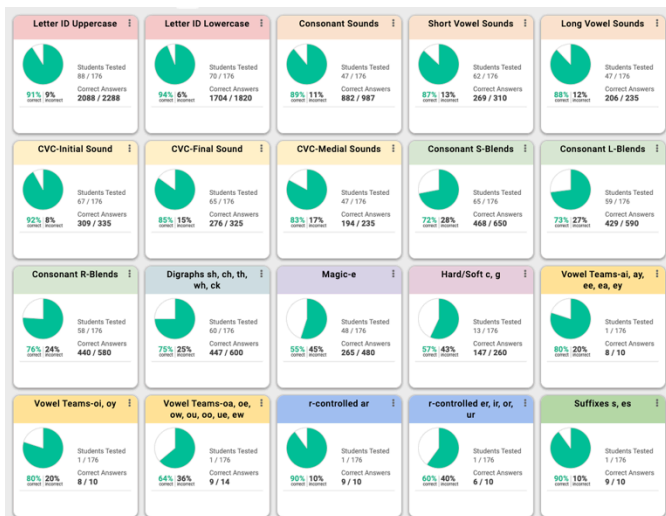 Letter ID Uppercase
Students Tested
88 / 176
91% 9%
correct incorrect
Correct Answers
2088 / 2288
Letter ID Lowercase
Students Tested
70 / 176
94% 6%
correct incorrect
Correct Answers
1704 / 1820
Consonant Sounds
Students Tested
47 / 176
89% 11%
correct incorrect
Correct Answers
882 / 987
Short Vowel Sounds
Students Tested
62 / 176
87% 13%
correct incorrect
Correct Answers
269 / 310
Long Vowel Sounds
Students Tested
47 / 176
88% 12%
correct incorrect
Correct Answers
206 / 235
CVC-Initial Sound
Students Tested
67 / 176
92% 8%
correct incorrect
Correct Answers
309 / 335
CVC-Final Sound
Students Tested
65 / 176
85% 15%
correct incorrect
Correct Answers
276 / 325
CVC-Medial Sounds
Students Tested
47 / 176
83% 17%
correct incorrect
Correct Answers
194 / 235
Consonant S-Blends
Students Tested
65 / 176
72% 28%
correct incorrect
Correct Answers
468 / 650
Consonant L-Blends
Students Tested
59 / 176
73% 27%
correct incorrect
Correct Answers
429 / 590
Consonant R-Blends
Students Tested
58 / 176
76% 24%
correct incorrect
Correct Answers
440 / 580
Digraphs sh, ch, th,
wh, ck
Students Tested
60 / 176
75% 25%
correct incorrect
Correct Answers
447 / 600
Magic-e
Students Tested
48 / 176
55% 45%
correct incorrect
Correct Answers
265 / 480
Hard/Soft c, g
Students Tested
13 / 176
57% 43%
correct incorrect
Correct Answers
147 / 260
Vowel Teams-ai, ay,
ee, ea, ey
Students Tested
1 / 176
80% 20%
correct incorrect
Correct Answers
8 / 10
Vowel Teams-oi, oy
Students Tested
1 / 176
80% 20%
correct incorrect
Correct Answers
8 / 10
Vowel Teams-oa, oe,
ow, ou, oo, ue, ew
Students Tested
1 / 176
64% 36%
correct incorrect
Correct Answers
9 / 14
r-controlled ar
Students Tested
1 / 176
90% 10%
correct incorrect
Correct Answers
9 / 10
r-controlled er, ir, or,
ur
Students Tested
1 / 176
60% 40%
correct incorrect
Correct Answers
6 / 10
Suffixes s, es
Students Tested
1 / 176
90% 10%
correct incorrect
Correct Answers
9 / 10